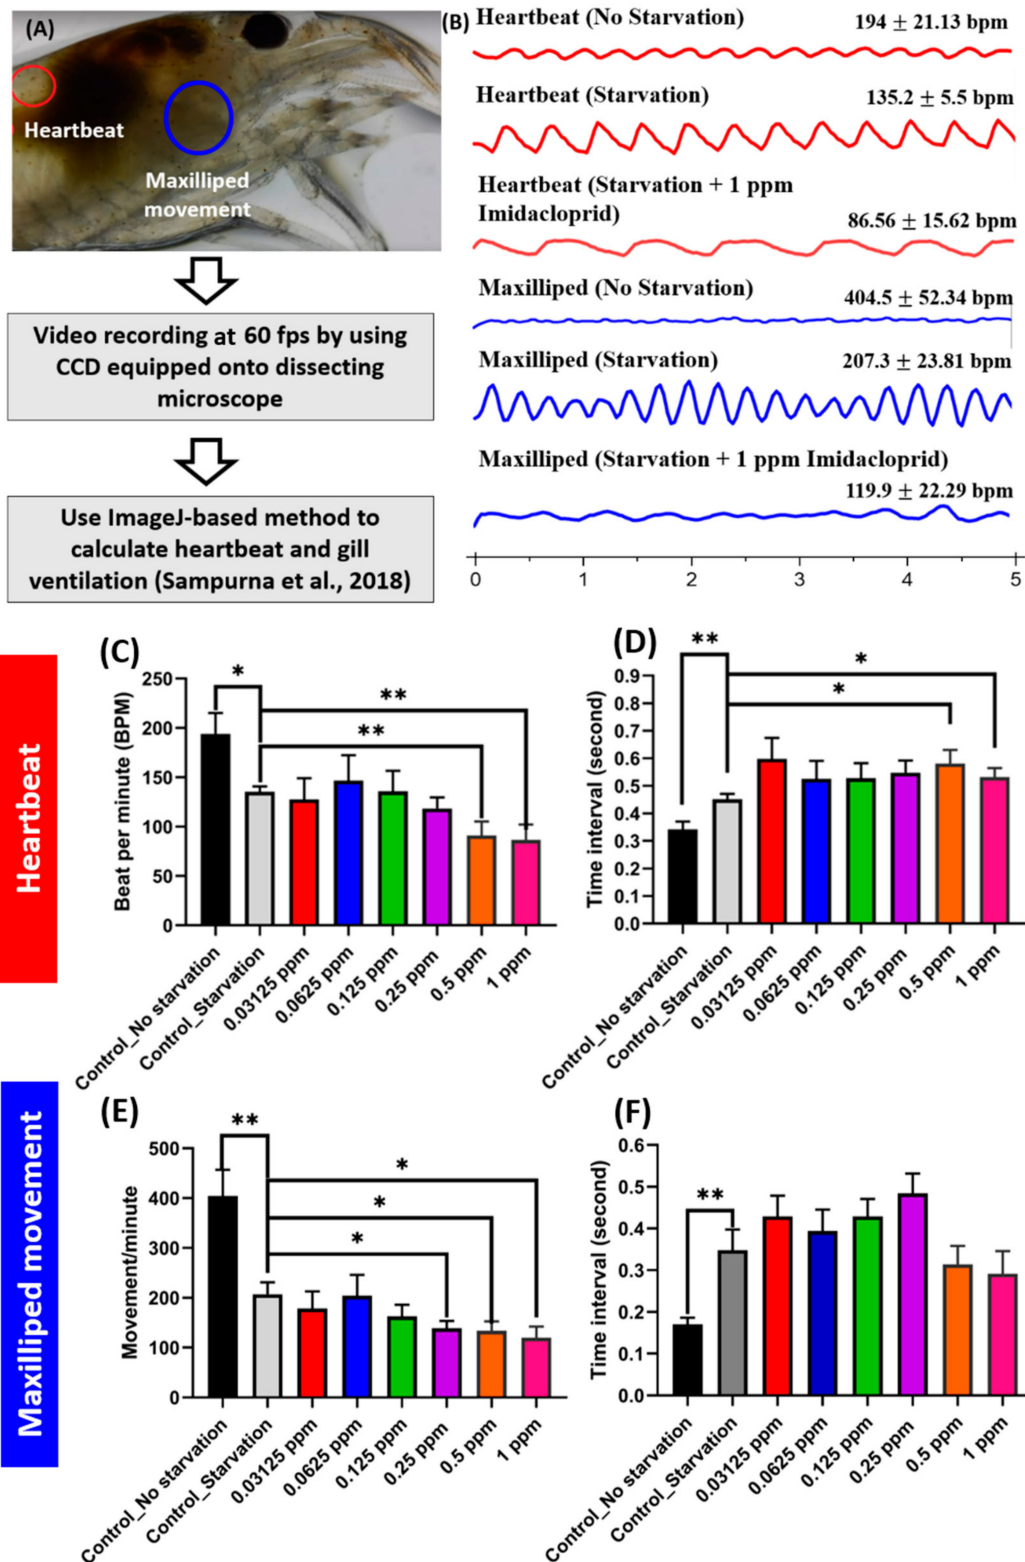 (A)
Heartbeat
Maxilliped
movement
Video recording at 60 fps by using
CCD equipped onto dissecting
microscope
Use ImageJ-based method to
calculate heartbeat and gill
ventilation (Sampurna et al., 2018)
(B)
Heartbeat (No Starvation)
194 ± 21.13 bpm
Heartbeat (Starvation)
135.2 ± 5.5 bpm
Heartbeat (Starvation + 1 ppm
Imidacloprid)
86.56 ± 15.62 bpm
Maxilliped (No Starvation)
404.5 ± 52.34 bpm
Maxilliped (Starvation)
207.3 ± 23.81 bpm
Maxilliped (Starvation + 1 ppm Imidacloprid)
119.9 ± 22.29 bpm
0 1 2 3 4 5
Heartbeat
(C)
Beat per minute (BPM)
250
200
150
100
50
0
*
**
**
Control_No starvation
Control_Starvation
0.03125 ppm
0.0625 ppm
0.125 ppm
0.25 ppm
0.5 ppm
1 ppm
(D)
Time interval (second)
0.9
0.8
0.7
0.6
0.5
0.4
0.3
0.2
0.1
0.0
**
*
*
Control_No starvation
Control_Starvation
0.03125 ppm
0.0625 ppm
0.125 ppm
0.25 ppm
0.5 ppm
1 ppm
Maxilliped movement
(E)
Movement/minute
500
400
300
200
100
0
**
*
*
*
Control_No starvation
Control_Starvation
0.03125 ppm
0.0625 ppm
0.125 ppm
0.25 ppm
0.5 ppm
1 ppm
(F)
Time interval (second)
0.6
0.5
0.4
0.3
0.2
0.1
0.0
**
Control_No starvation
Control_Starvation
0.03125 ppm
0.0625 ppm
0.125 ppm
0.25 ppm
0.5 ppm
1 ppm